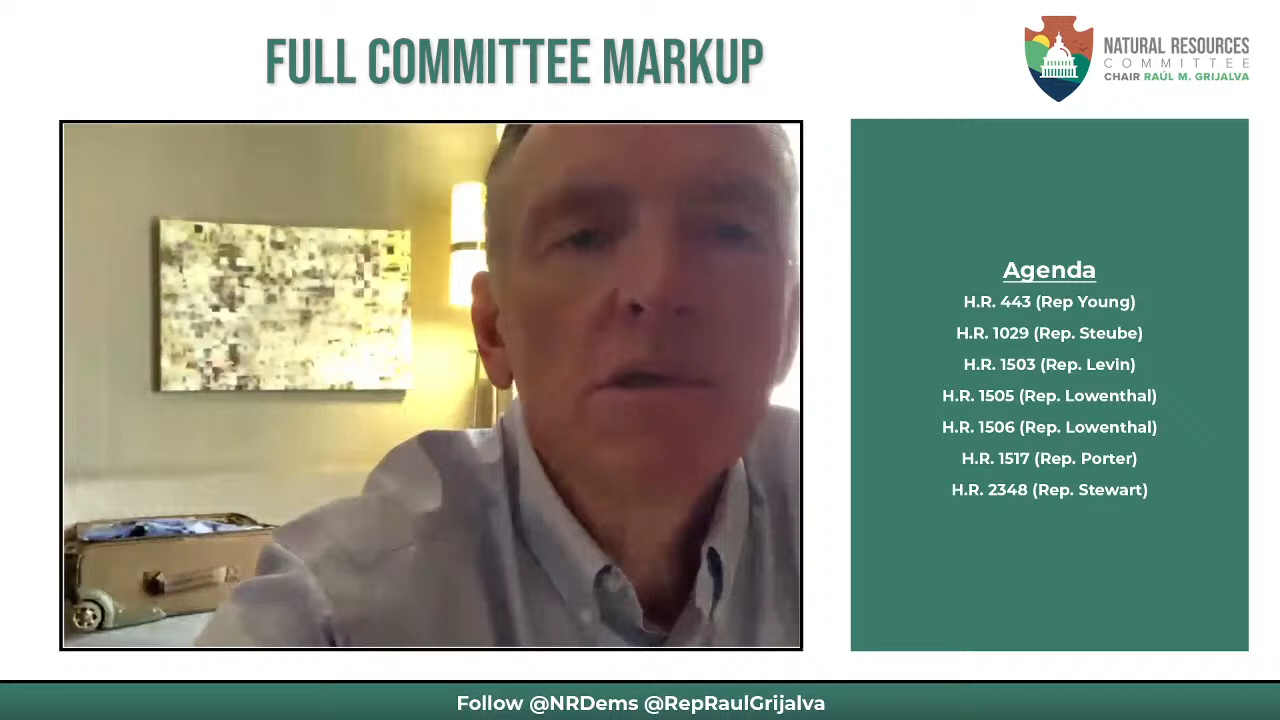 FULL COMMITTEE MARKUP
NATURAL RESOURCES
COMMITTEE
CHAIR RAÚL M. GRIJALVA
Agenda
H.R. 443 (Rep Young)
H.R. 1029 (Rep. Steube)
H.R. 1503 (Rep. Levin)
H.R. 1505 (Rep. Lowenthal)
H.R. 1506 (Rep. Lowenthal)
H.R. 1517 (Rep. Porter)
H.R. 2348 (Rep. Stewart)
Follow @NRDems @RepRaulGrijalva